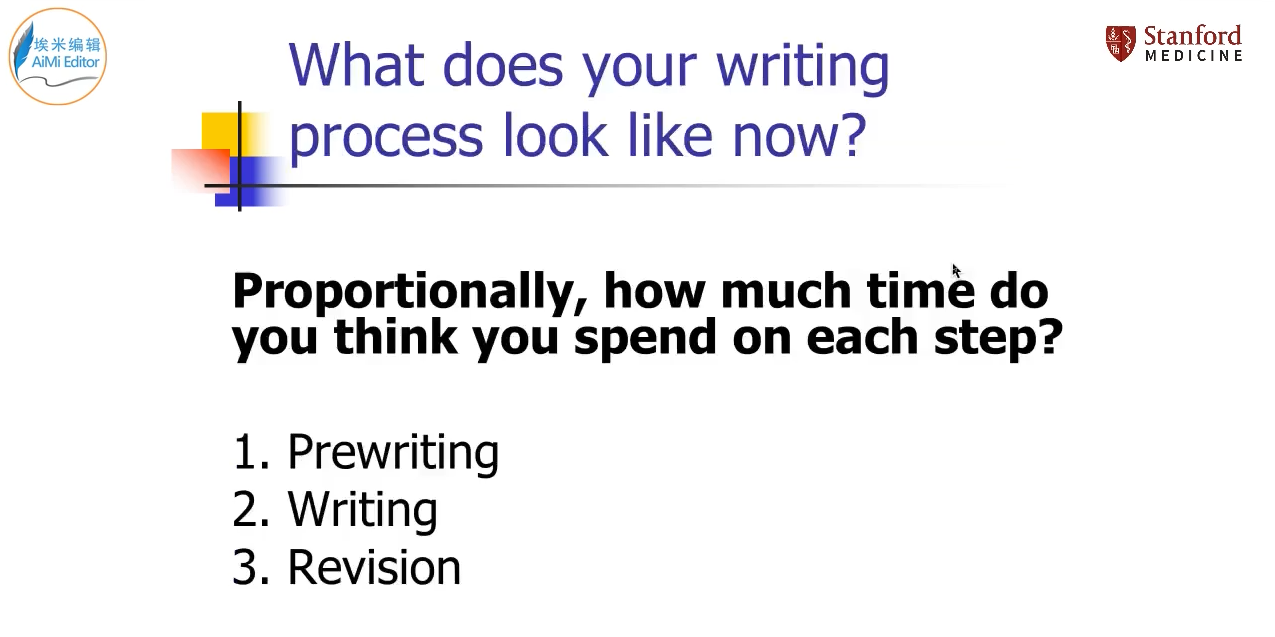 埃米编辑
AiMi Editor
Stanford
MEDICINE
What does your writing
process look like now?
Proportionally, how much time do
you think you spend on each step?
1. Prewriting
2. Writing
3. Revision